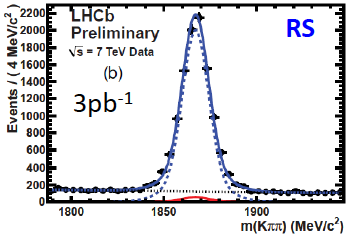 Events / ( 4 MeV/c² )
2200
2000
1800
1600
1400
1200
1000
800
600
400
200
0
LHCb
Preliminary
√s = 7 TeV Data
(b)
3pb⁻¹
RS
1800
1850
1900
m(Kππ) (MeV/c²)